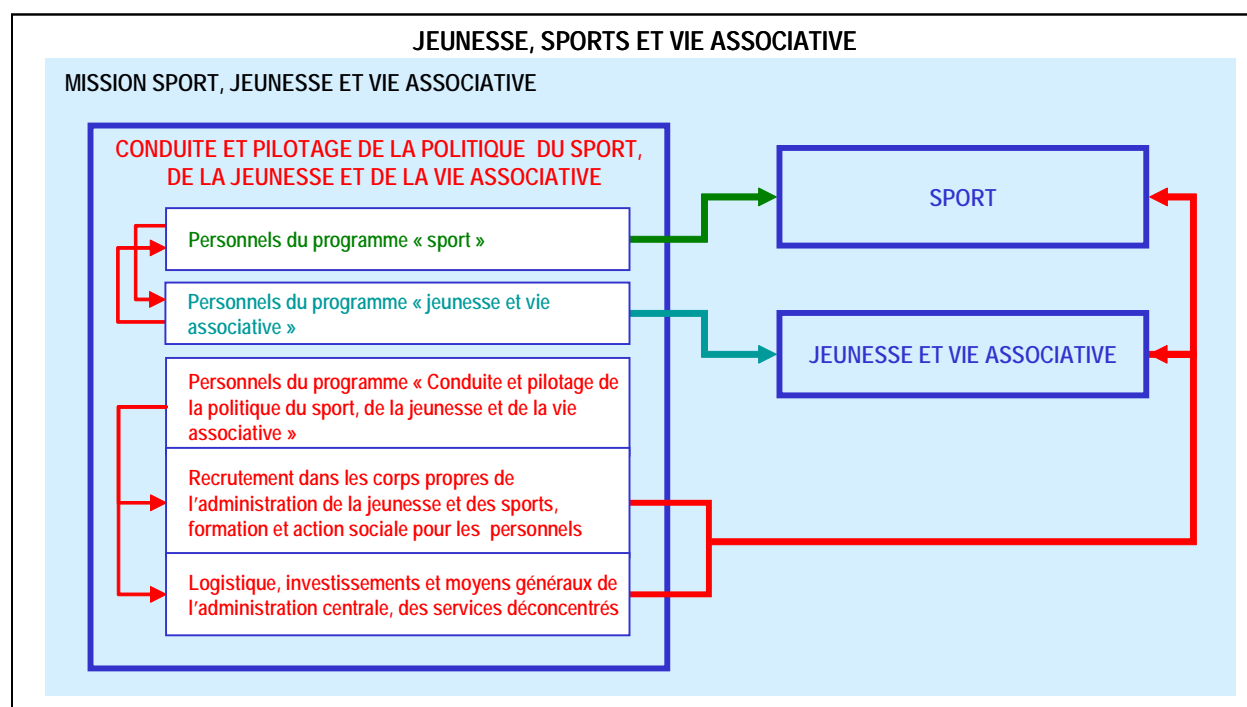 JEUNESSE, SPORTS ET VIE ASSOCIATIVE
MISSION SPORT, JEUNESSE ET VIE ASSOCIATIVE
CONDUITE ET PILOTAGE DE LA POLITIQUE DU SPORT,
DE LA JEUNESSE ET DE LA VIE ASSOCIATIVE
Personnels du programme « sport »
Personnels du programme « jeunesse et vie
associative »
Personnels du programme « Conduite et pilotage de
la politique du sport, de la jeunesse et de la vie
associative »
Recrutement dans les corps propres de
l'administration de la jeunesse et des sports,
formation et action sociale pour les personnels
Logistique, investissements et moyens généraux de
l'administration centrale, des services déconcentrés
SPORT
JEUNESSE ET VIE ASSOCIATIVE